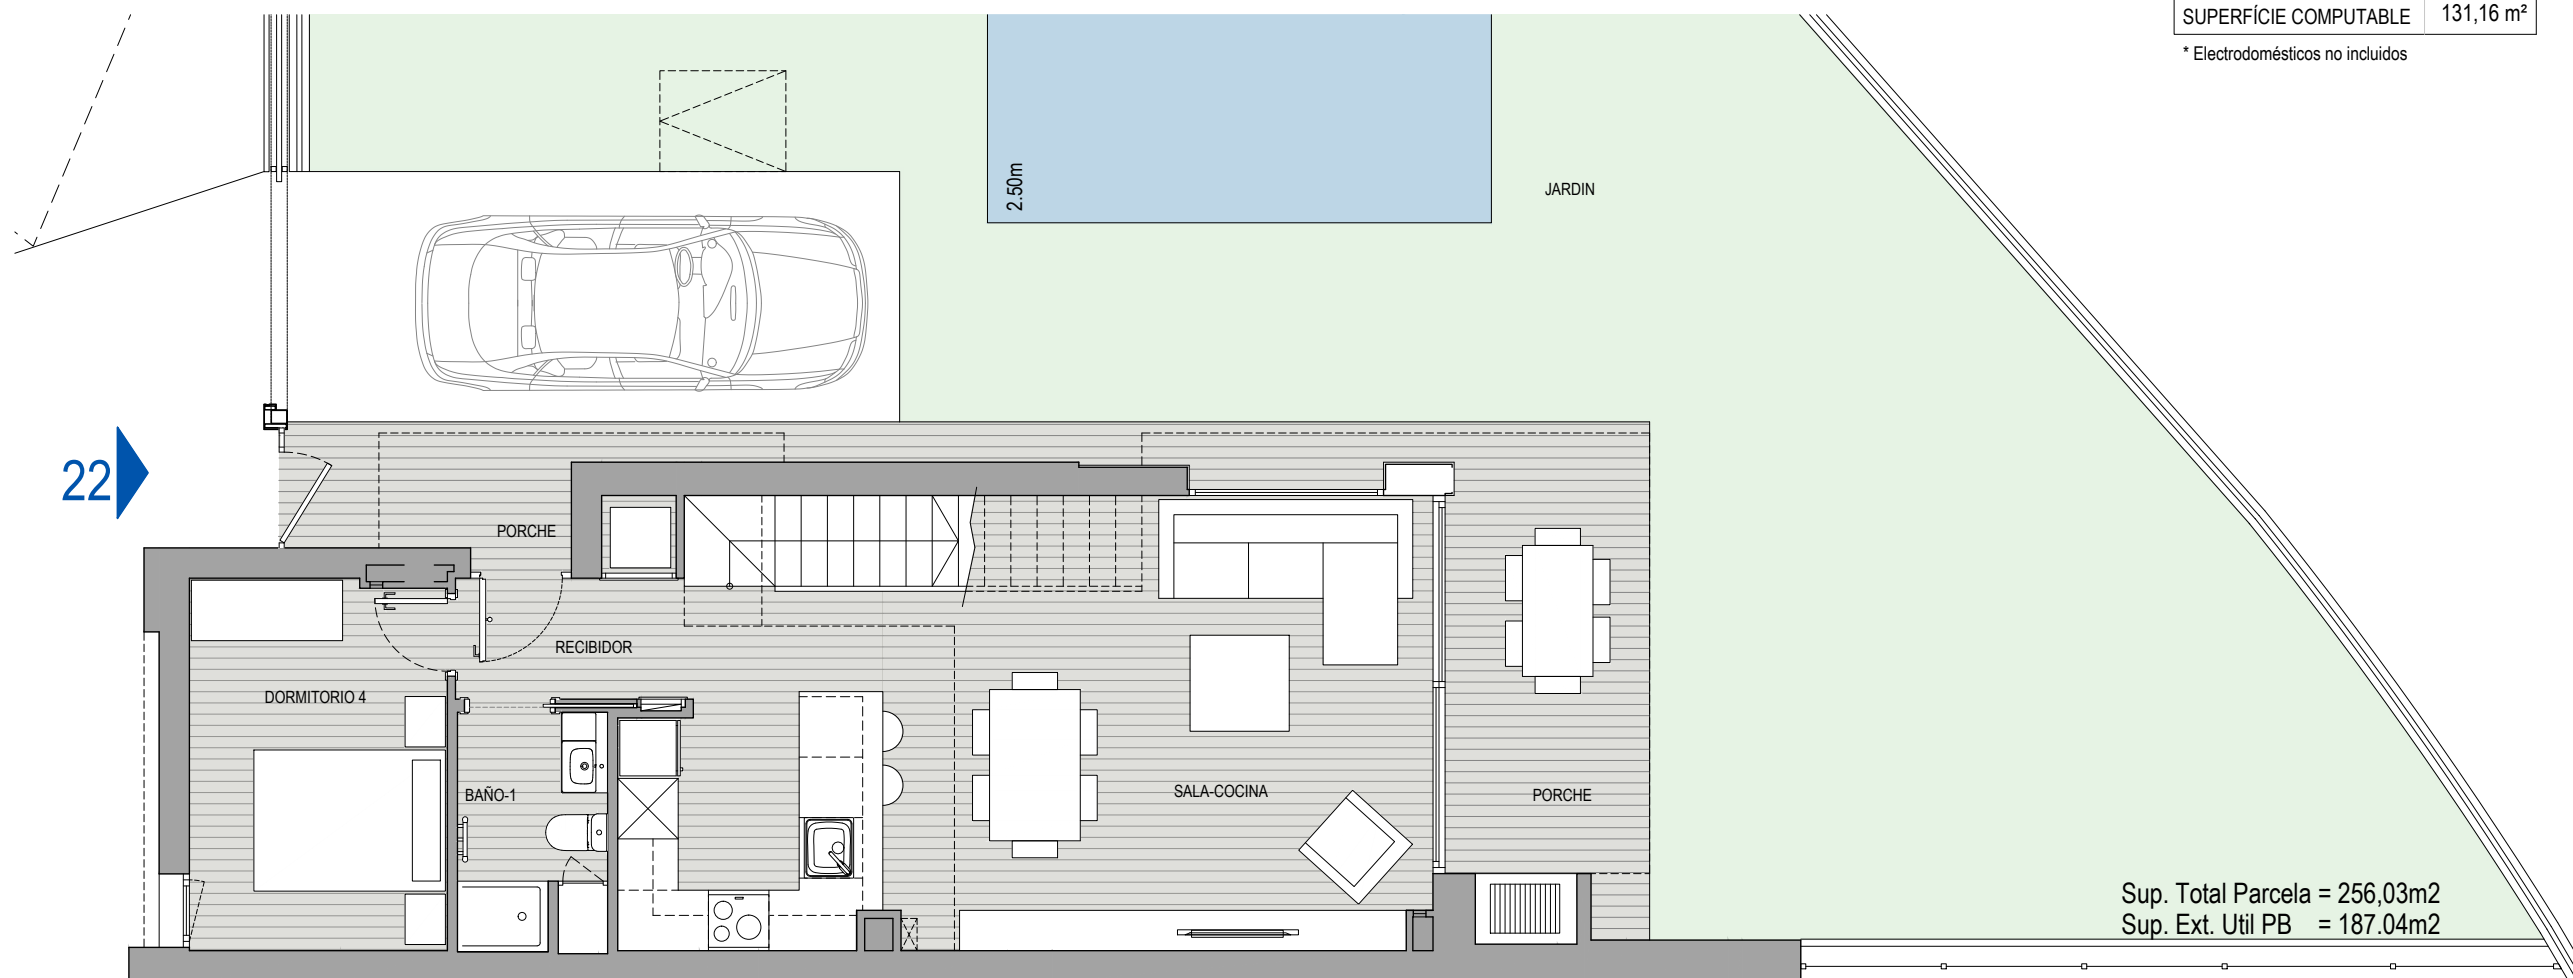 SUPERFÍCIE COMPUTABLE 131,16 m²
* Electrodomésticos no incluidos
2.50m
JARDIN
22
PORCHE
RECIBIDOR
DORMITORIO 4
BAÑO-1
SALA-COCINA
PORCHE
Sup. Total Parcela = 256,03m2
Sup. Ext. Util PB = 187.04m2